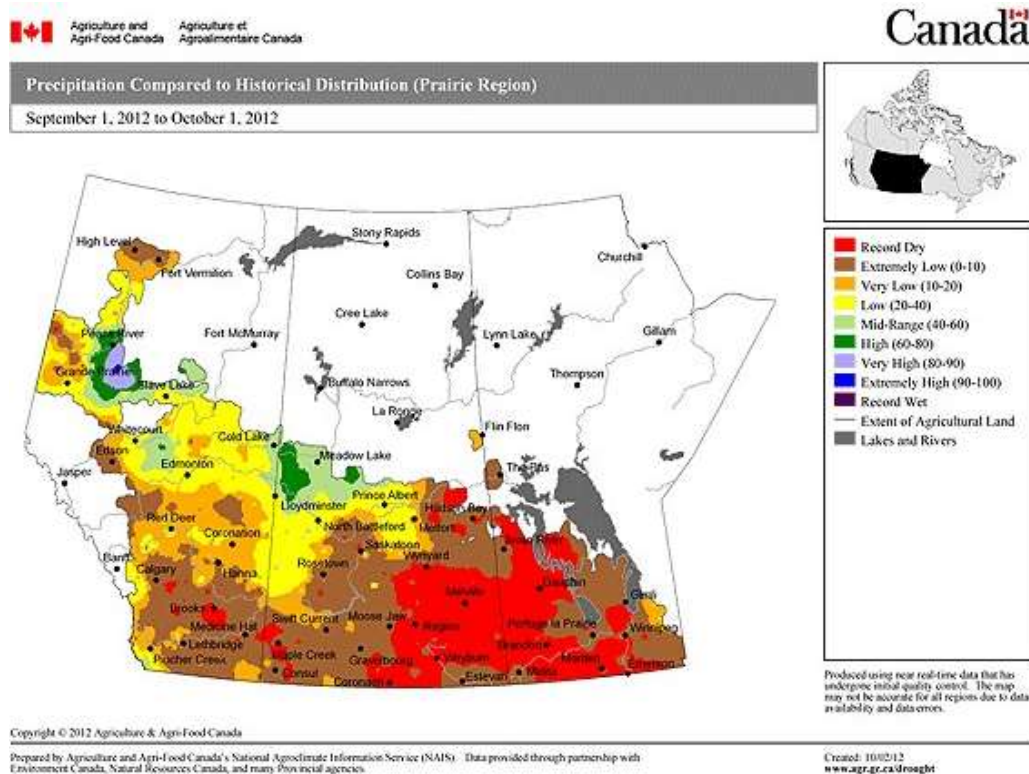 Agriculture and
Agri-Food Canada
Agriculture et
Agroalimentaire Canada
Canada
Precipitation Compared to Historical Distribution (Prairie Region)
September 1, 2012 to October 1, 2012
Stony Rapids
High Level
Fort Vermilion
Churchill
Collins Bay
Cree Lake
Peace River
Fort McMurray
Lynn Lake
Gillam
Grande Prairie
Slave Lake
Buffalo Narrows
Thompson
La Ronge
Flin Flon
Whitecourt
Cold Lake
Edson
Meadow Lake
Jasper
Edmonton
The Pas
Lloydminster
Prince Albert
Hudson Bay
Red Deer
North Battleford
Melfort
Coronation
Saskatoon
Swan River
Banff
Wynyard
Calgary
Hanna
Rosetown
Dauphin
Melville
Gimli
Brooks
Swift Current
Moose Jaw
Regina
Portage la Prairie
Winnipeg
Medicine Hat
Lethbridge
Maple Creek
Brandon
Pincher Creek
Gravelbourg
Weyburn
Morden
Consul
Coronach
Estevan
Melita
Emerson
Record Dry
Extremely Low (0-10)
Very Low (10-20)
Low (20-40)
Mid-Range (40-60)
High (60-80)
Very High (80-90)
Extremely High (90-100)
Record Wet
Extent of Agricultural Land
Lakes and Rivers
Produced using near real-time data that has
undergone initial quality control. The map
may not be accurate for all regions due to data
availability and data errors.
Copyright © 2012 Agriculture & Agri-Food Canada
Prepared by Agriculture and Agri-Food Canada's National Agroclimate Information Service (NAIS). Data provided through partnership with
Environment Canada, Natural Resources Canada, and many Provincial agencies.
Created: 10/02/12
www.agr.gc.ca/drought